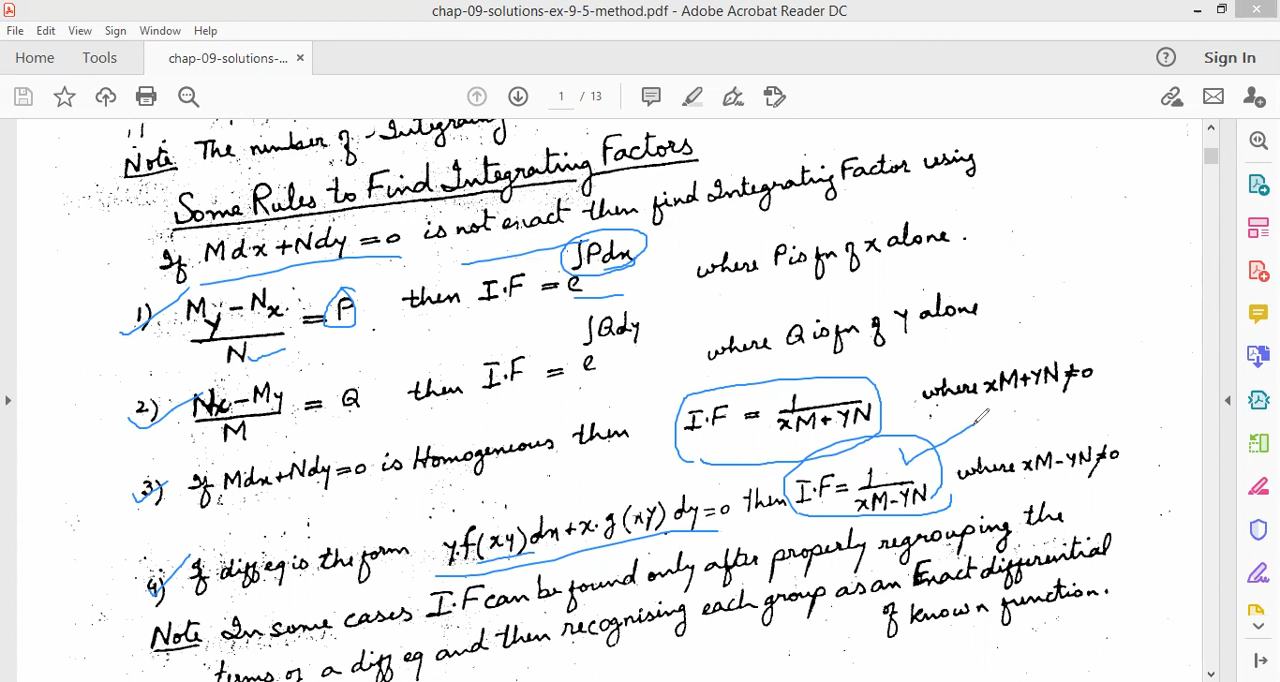 chap-09-solutions-ex-9-5-method.pdf - Adobe Acrobat Reader DC
File Edit View Sign Window Help
Home Tools chap-09-solutions-... × Sign In
1 / 13
Note The number of Integrating
Some Rules to Find Integrating Factors
If Mdx+Ndy=0 is not exact then find Integrating Factor using
1) My-Nx/N = P then I.F = e^∫Pdx where P is fn of x alone.
2) Nx-My/M = Q then I.F = e^∫Qdy where Q is fn of Y alone
3) If Mdx+Ndy=0 is Homogeneous then I.F = 1/xM+YN where xM+YN≠0
4) If diff eq is the form y.f(xy)dx+x.g(xy)dy=0 then I.F=1/xM-YN where xM-YN≠0
Note In some cases I.F can be found only after properly regrouping the
terms of a diff eq and then recognising each group as an Exact differential
of known function.